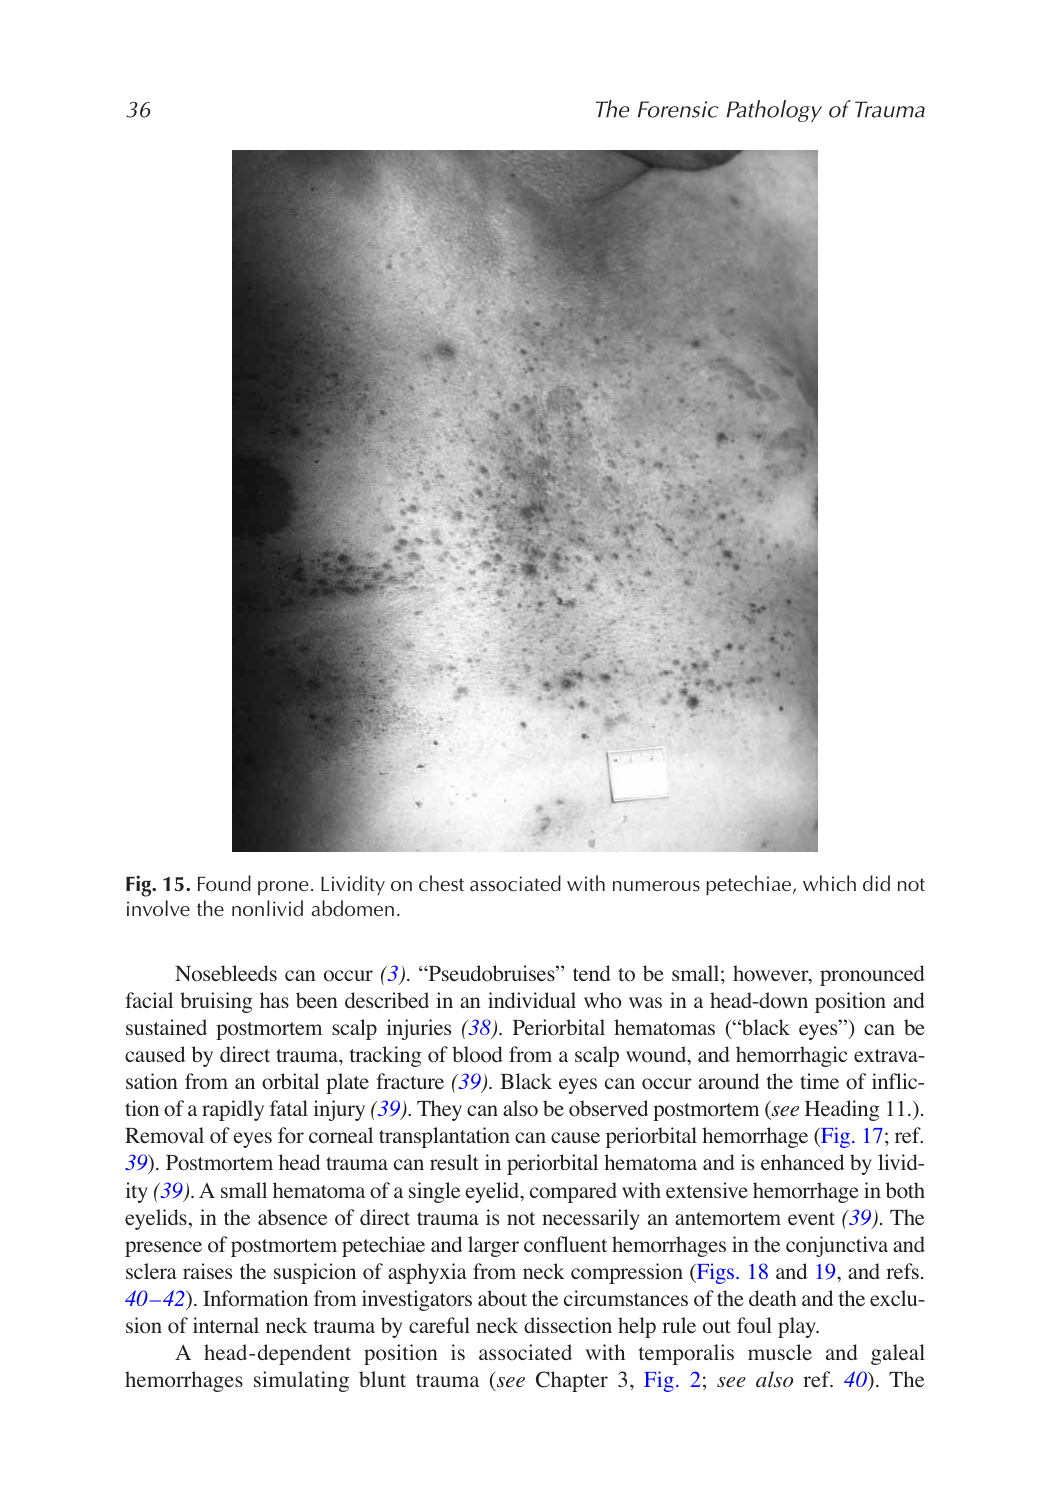 36
The Forensic Pathology of Trauma
Fig. 15. Found prone. Lividity on chest associated with numerous petechiae, which did not
involve the nonlivid abdomen.
Nosebleeds can occur (3). “Pseudobruises” tend to be small; however, pronounced
facial bruising has been described in an individual who was in a head-down position and
sustained postmortem scalp injuries (38). Periorbital hematomas (“black eyes”) can be
caused by direct trauma, tracking of blood from a scalp wound, and hemorrhagic extrava-
sation from an orbital plate fracture (39). Black eyes can occur around the time of inflic-
tion of a rapidly fatal injury (39). They can also be observed postmortem (see Heading 11.).
Removal of eyes for corneal transplantation can cause periorbital hemorrhage (Fig. 17; ref.
39). Postmortem head trauma can result in periorbital hematoma and is enhanced by livid-
ity (39). A small hematoma of a single eyelid, compared with extensive hemorrhage in both
eyelids, in the absence of direct trauma is not necessarily an antemortem event (39). The
presence of postmortem petechiae and larger confluent hemorrhages in the conjunctiva and
sclera raises the suspicion of asphyxia from neck compression (Figs. 18 and 19, and refs.
40–42). Information from investigators about the circumstances of the death and the exclu-
sion of internal neck trauma by careful neck dissection help rule out foul play.
A head-dependent position is associated with temporalis muscle and galeal
hemorrhages simulating blunt trauma (see Chapter 3, Fig. 2; see also ref. 40). The